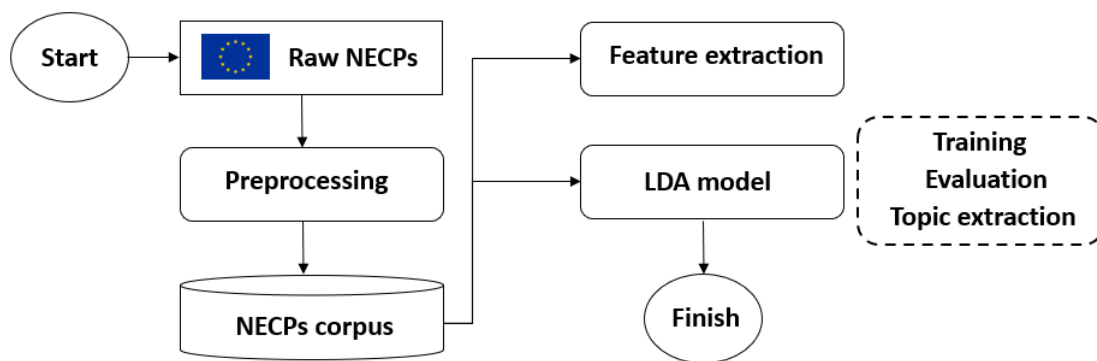 Start
Raw NECPs
Preprocessing
NECPs corpus
Feature extraction
LDA model
Training
Evaluation
Topic extraction
Finish